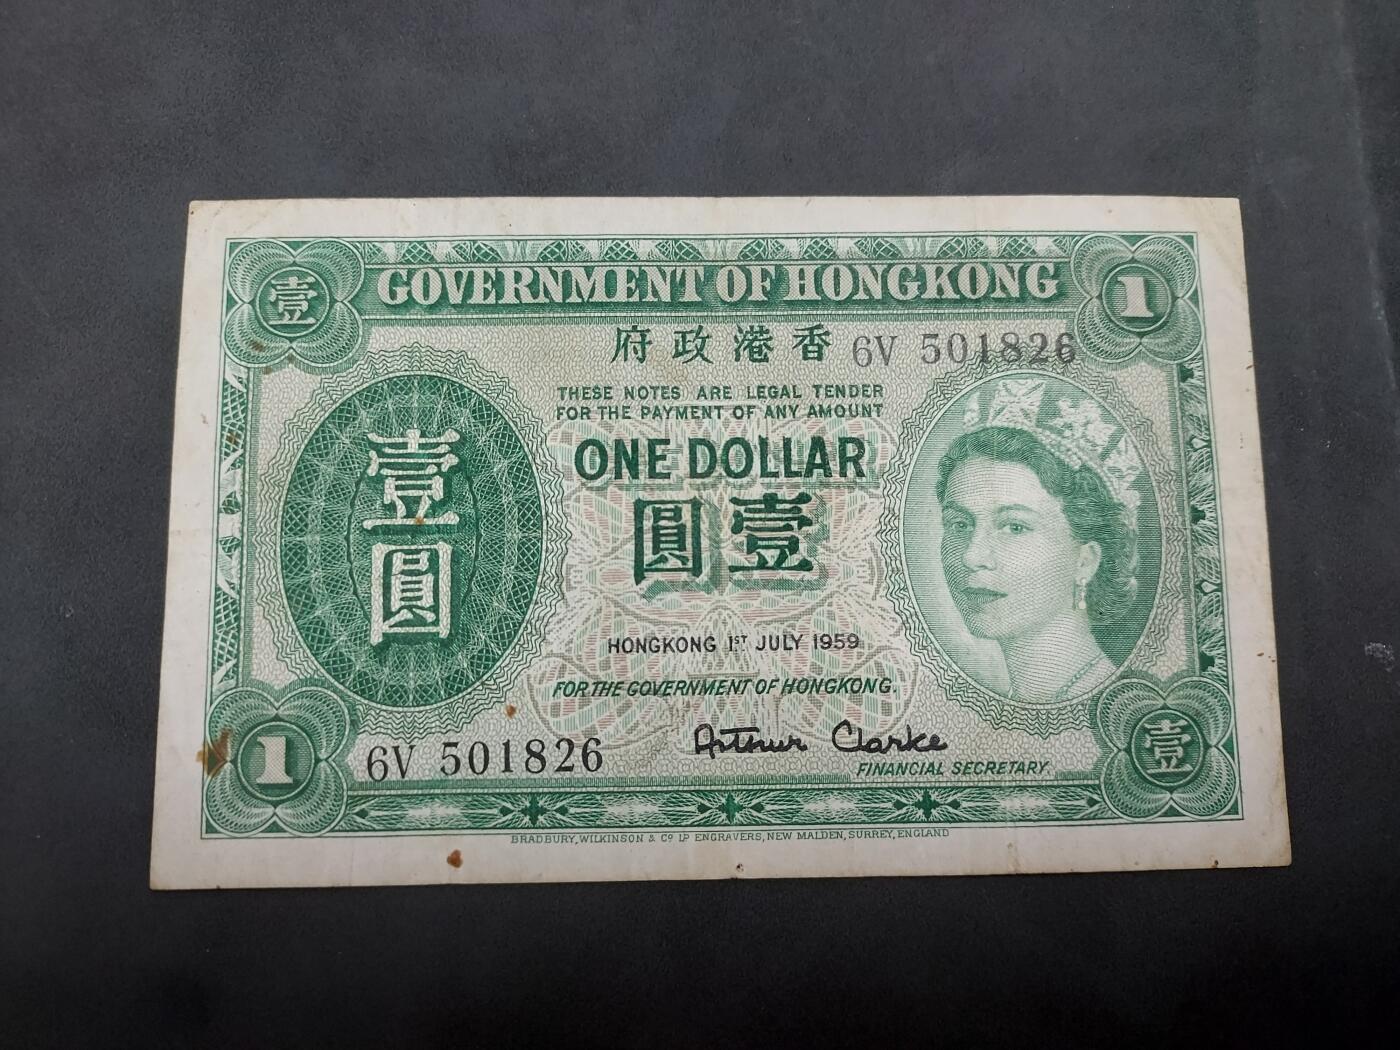 壹
GOVERNMENT OF HONGKONG
1
府政港香
6V 501826
THESE NOTES ARE LEGAL TENDER
FOR THE PAYMENT OF ANY AMOUNT
ONE DOLLAR
圓壹
壹
圓
HONGKONG 1ST JULY 1959
FOR THE GOVERNMENT OF HONGKONG.
Arthur Clarke
FINANCIAL SECRETARY.
1
6V 501826
壹
BRADBURY, WILKINSON & Co. LD. ENGRAVERS, NEW MALDEN, SURREY, ENGLAND